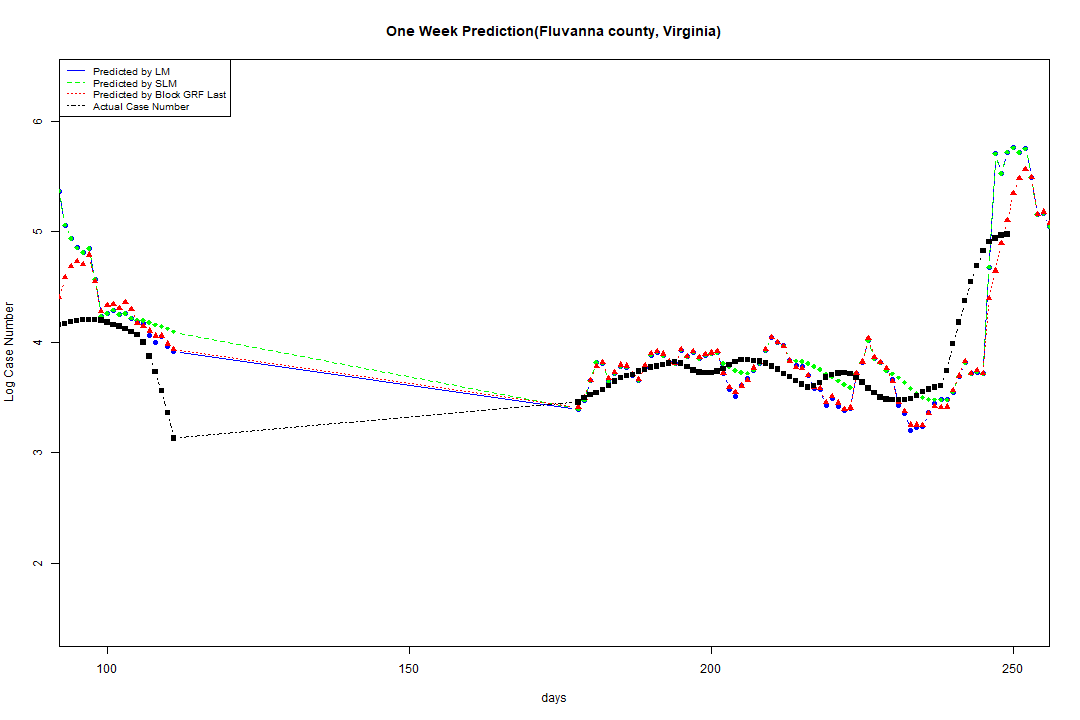 One Week Prediction(Fluvanna county, Virginia)
Predicted by LM
Predicted by SLM
Predicted by Block GRF Last
Actual Case Number
6
5
4
3
2
Log Case Number
100 150 200 250
days